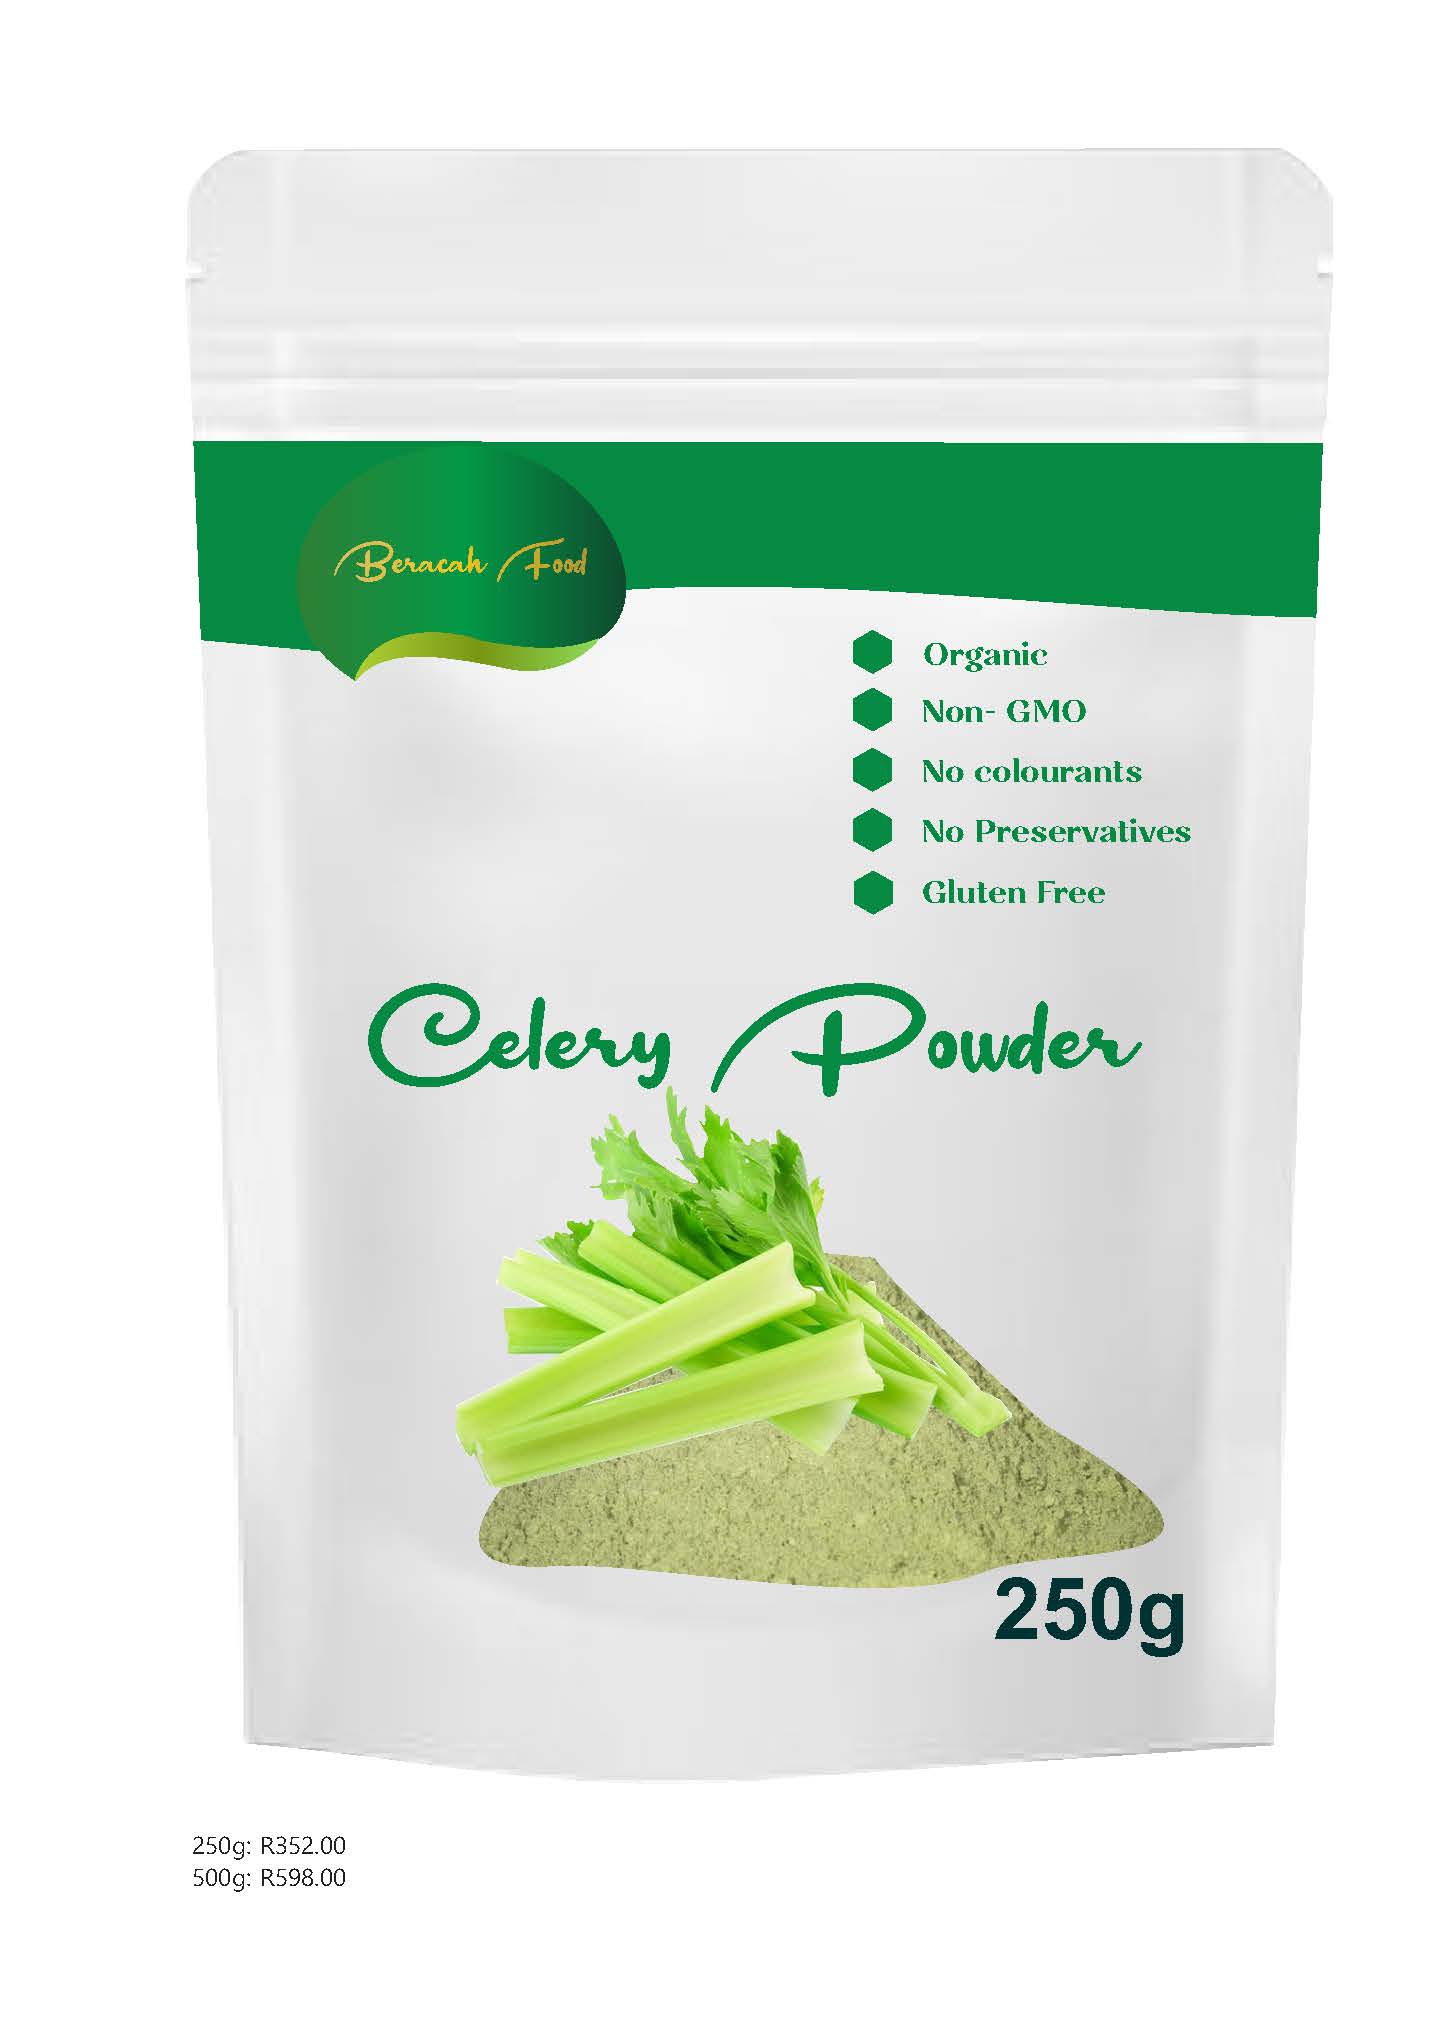 Beracah Food
Organic
Non- GMO
No colourants
No Preservatives
Gluten Free
Celery Powder
250g
250g: R352.00
500g: R598.00